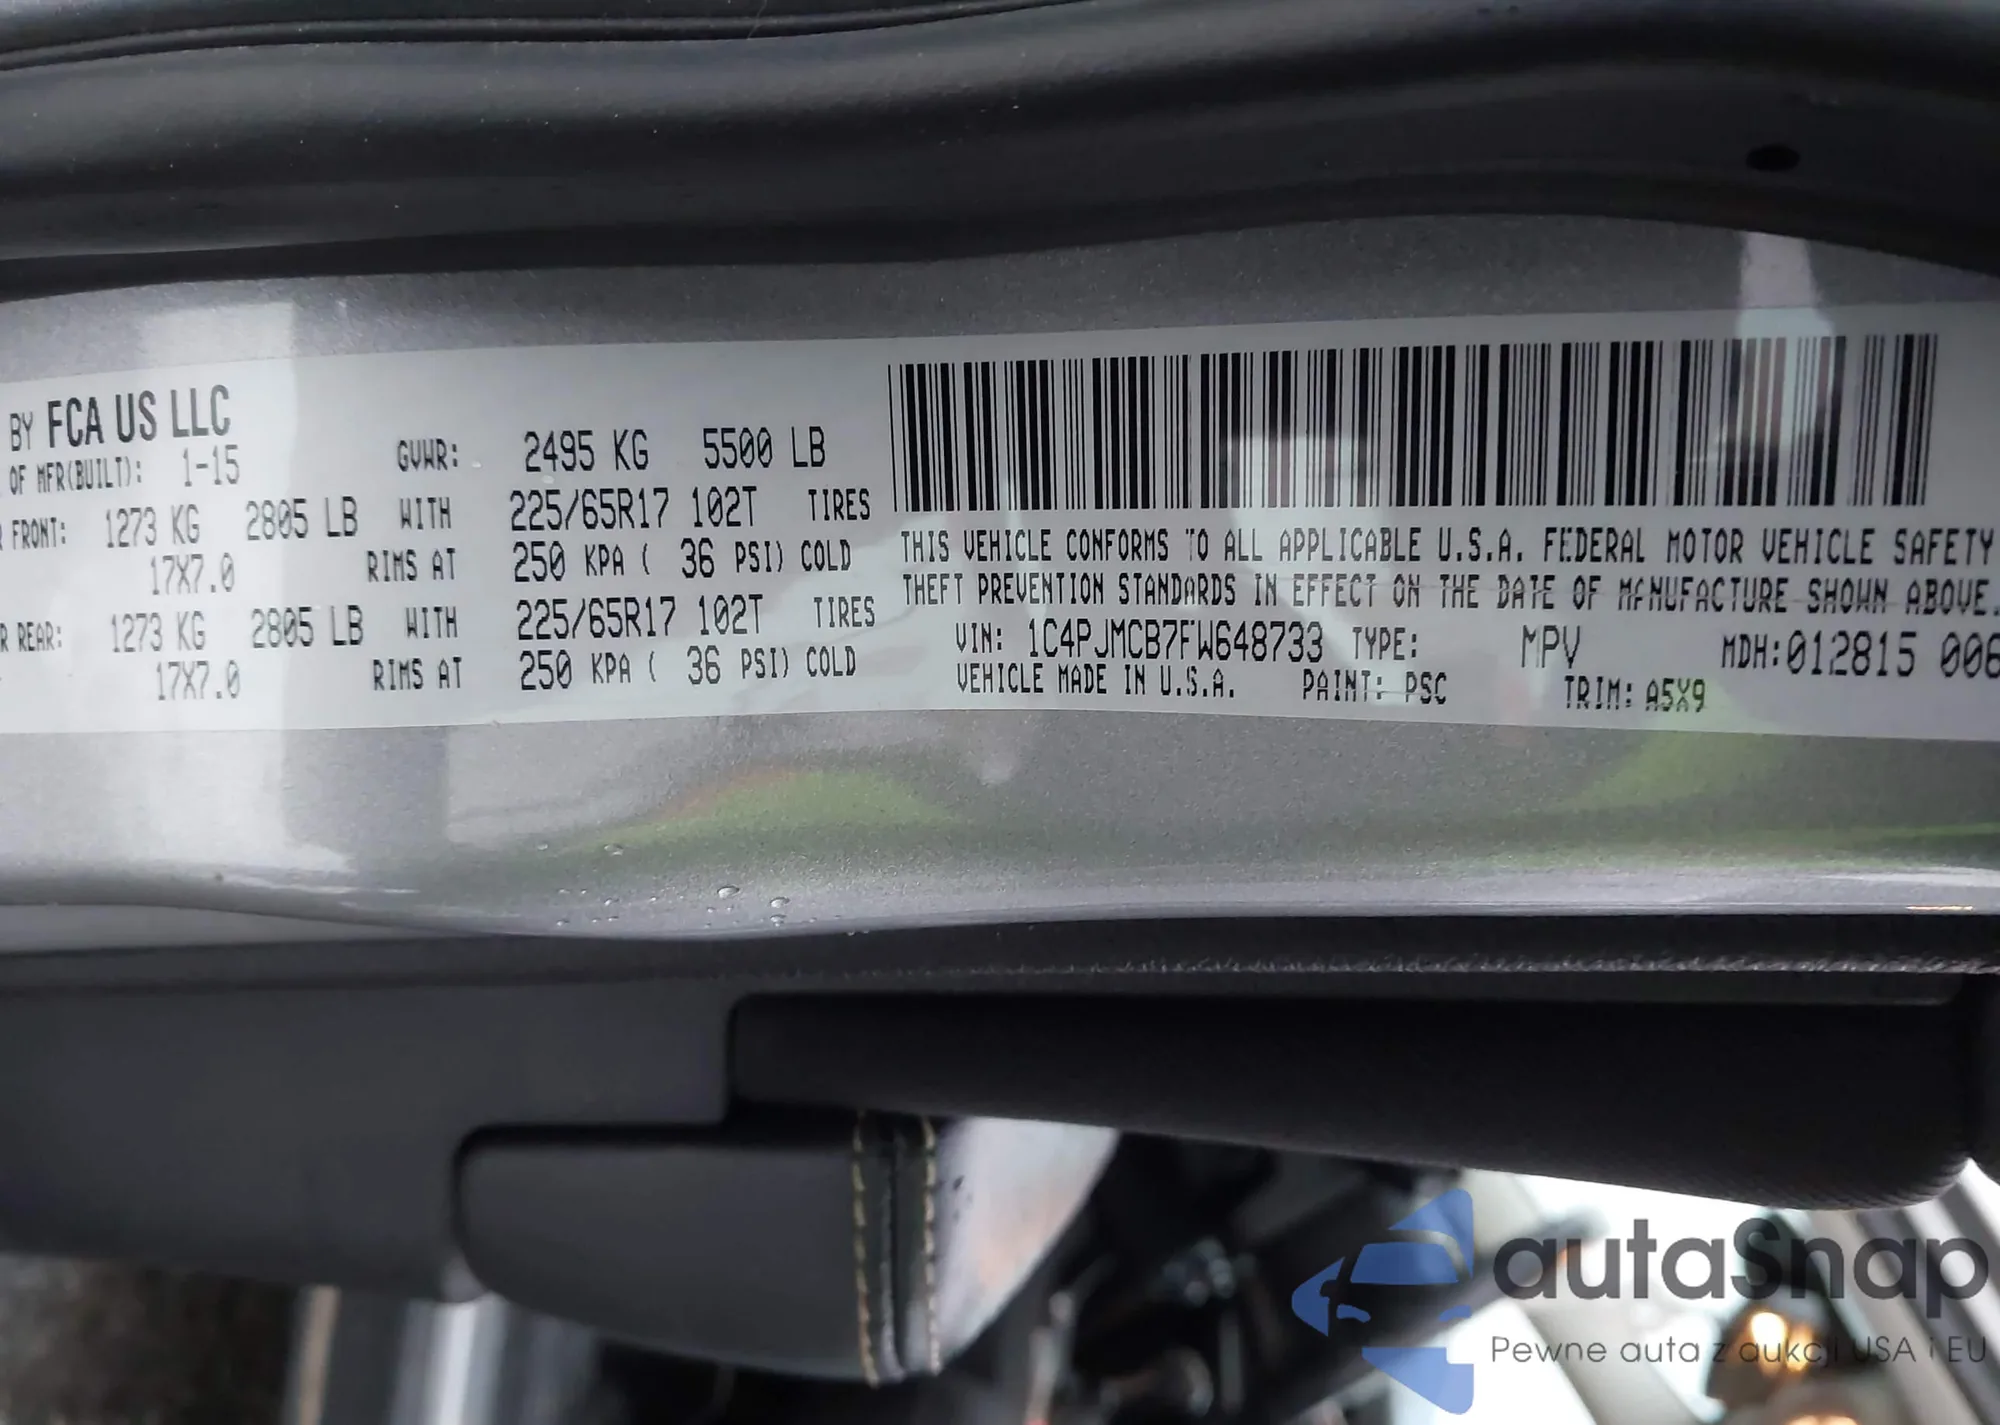 BY FCA US LLC
OF MFR(BUILT): 1-15
GVWR: 2495 KG 5500 LB
R FRONT: 1273 KG 2805 LB WITH 225/65R17 102T TIRES
17X7.0 RIMS AT 250 KPA ( 36 PSI) COLD
R REAR: 1273 KG 2805 LB WITH 225/65R17 102T TIRES
17X7.0 RIMS AT 250 KPA ( 36 PSI) COLD
THIS VEHICLE CONFORMS TO ALL APPLICABLE U.S.A. FEDERAL MOTOR VEHICLE SAFETY
THEFT PREVENTION STANDARDS IN EFFECT ON THE DATE OF MANUFACTURE SHOWN ABOVE.
VIN: 1C4PJMCB7FW648733 TYPE: MPV MDH:012815 006
VEHICLE MADE IN U.S.A. PAINT: PSC TRIM: A5X9
autaSnap
Pewne auta z aukcji USA i EU